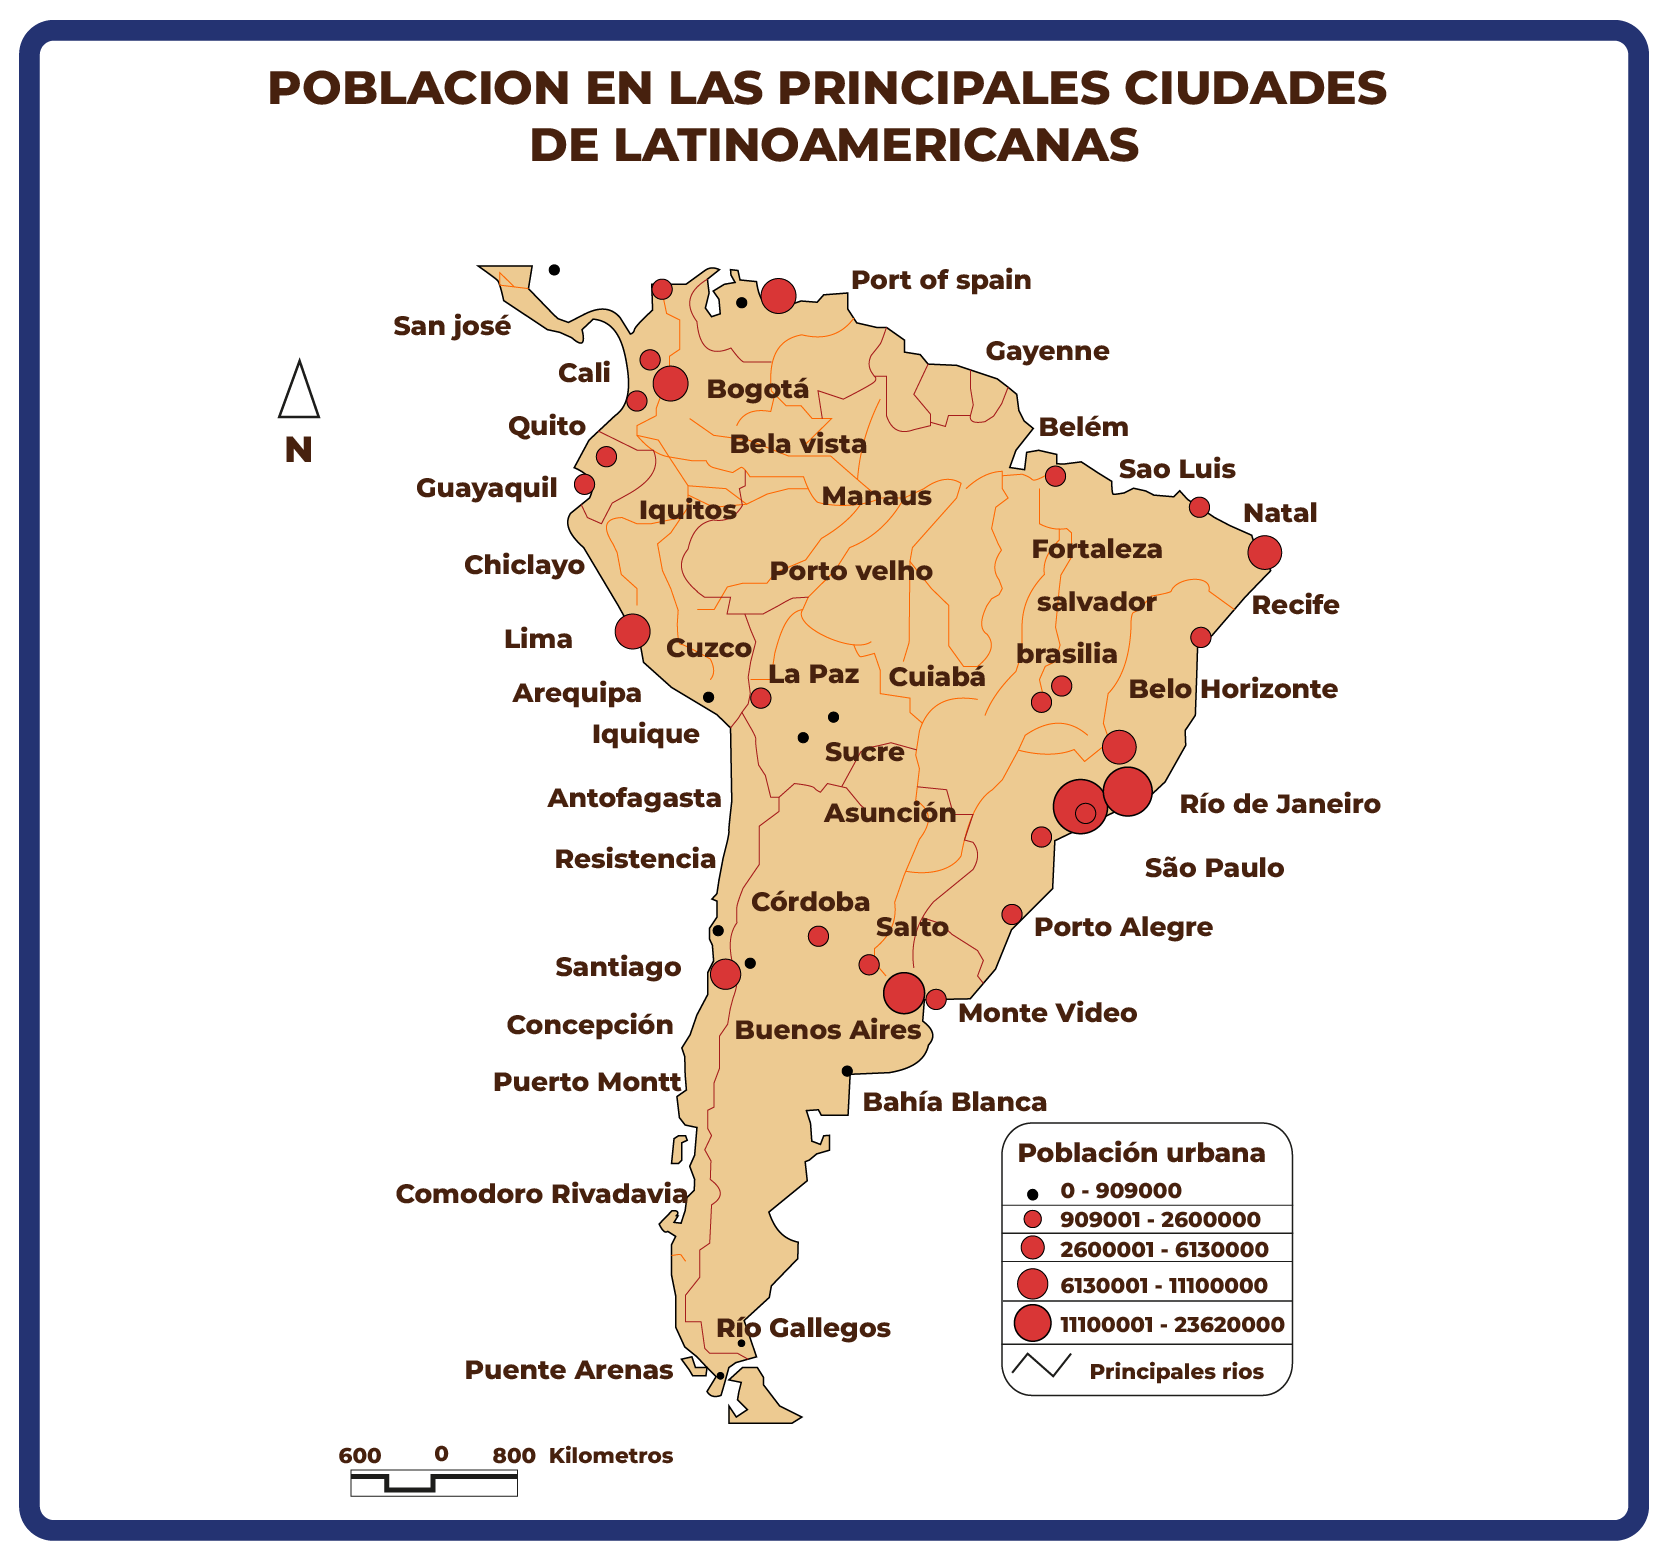 POBLACION EN LAS PRINCIPALES CIUDADES
DE LATINOAMERICANAS
Port of spain
San josé
Gayenne
Cali
Bogotá
N
Quito
Belém
Bela vista
Sao Luis
Guayaquil
Manaus
Iquitos
Natal
Fortaleza
Chiclayo
Porto velho
salvador
Recife
Lima
Cuzco
brasilia
La Paz
Cuiabá
Arequipa
Belo Horizonte
Iquique
Sucre
Antofagasta
Río de Janeiro
Asunción
Resistencia
São Paulo
Córdoba
Salto
Porto Alegre
Santiago
Monte Video
Concepción
Buenos Aires
Puerto Montt
Bahía Blanca
Comodoro Rivadavia
Río Gallegos
Puente Arenas
Población urbana
0 - 909000
909001 - 2600000
2600001 - 6130000
6130001 - 11100000
11100001 - 23620000
Principales rios
600 0 800 Kilometros